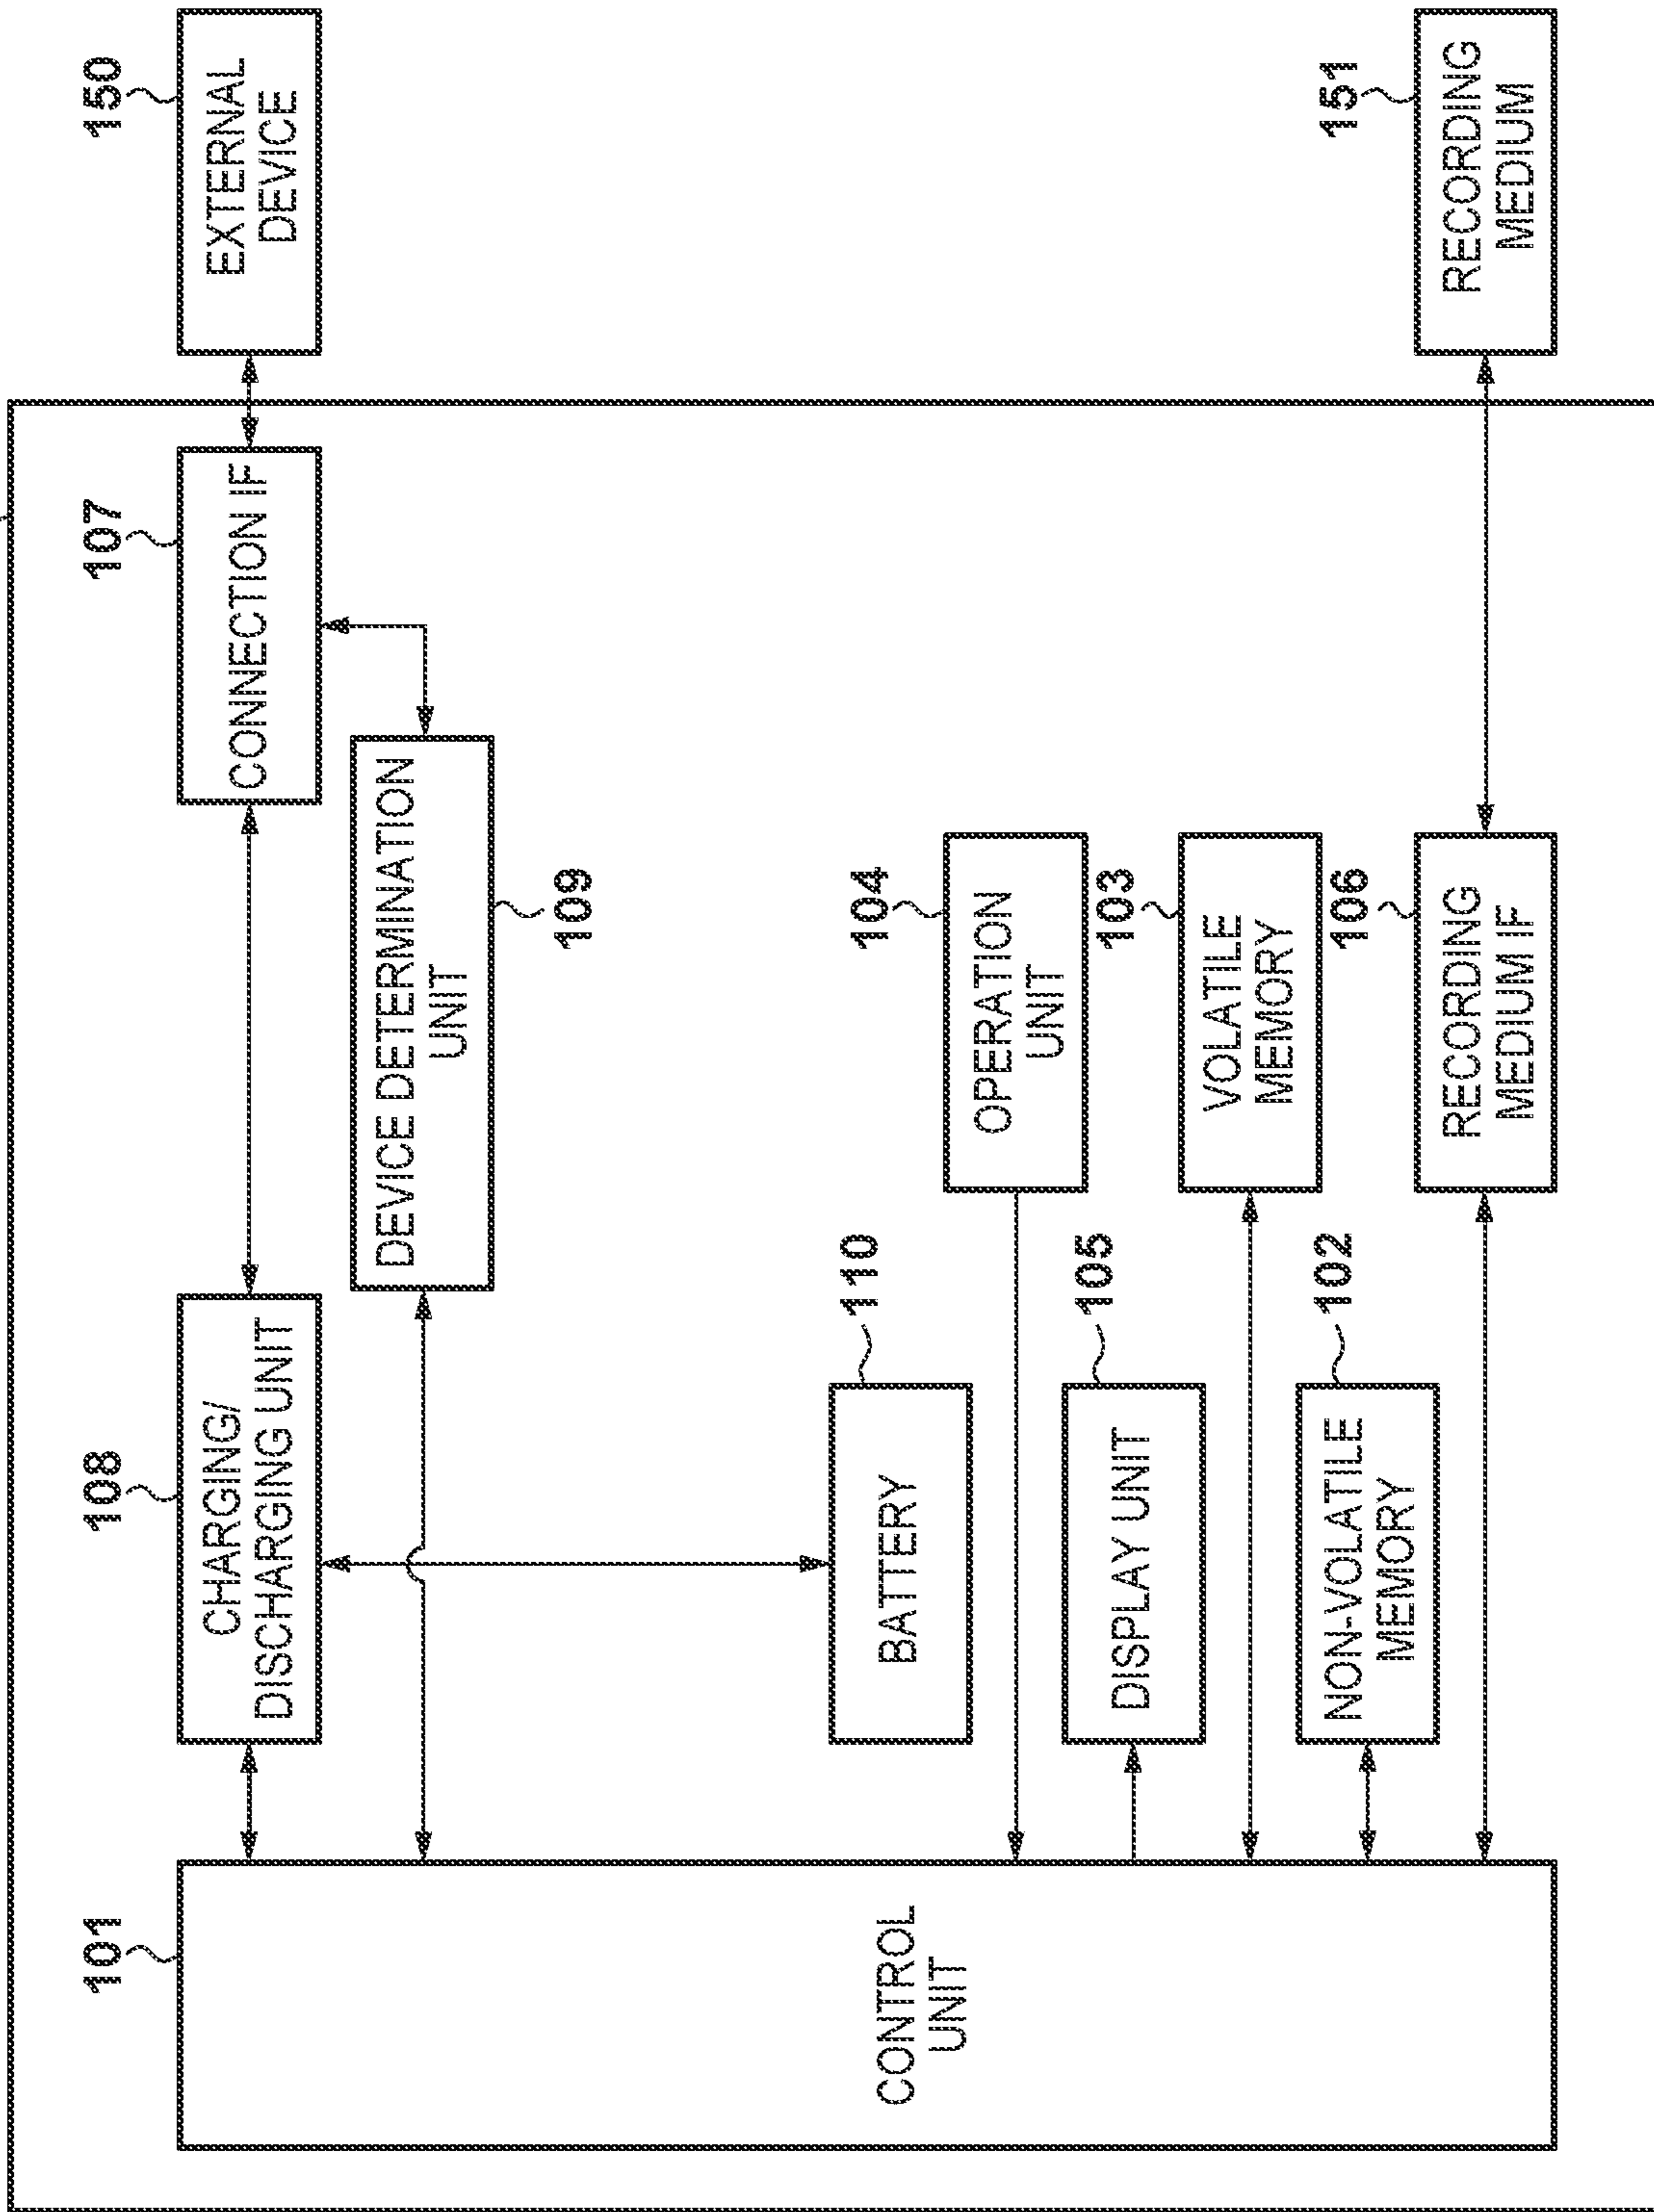 101
CONTROL
UNIT
108
CHARGING/
DISCHARGING UNIT
107
CONNECTION IF
150
EXTERNAL
DEVICE
DEVICE DETERMINATION
UNIT
109
BATTERY
110
OPERATION
UNIT
104
DISPLAY UNIT
105
VOLATILE
MEMORY
103
NON-VOLATILE
MEMORY
102
RECORDING
MEDIUM IF
106
RECORDING
MEDIUM
151